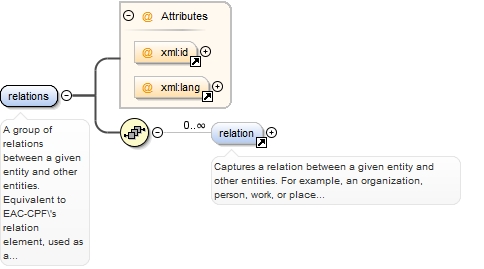 Attributes
@ xml:id
@ xml:lang
relations
0..∞
relation
A group of
relations
between a given
entity and other
entities.
Equivalent to
EAC-CPF\'s
relation
element, used as
a...
Captures a relation between a given entity and
other entities. For example, an organization,
person, work, or place...